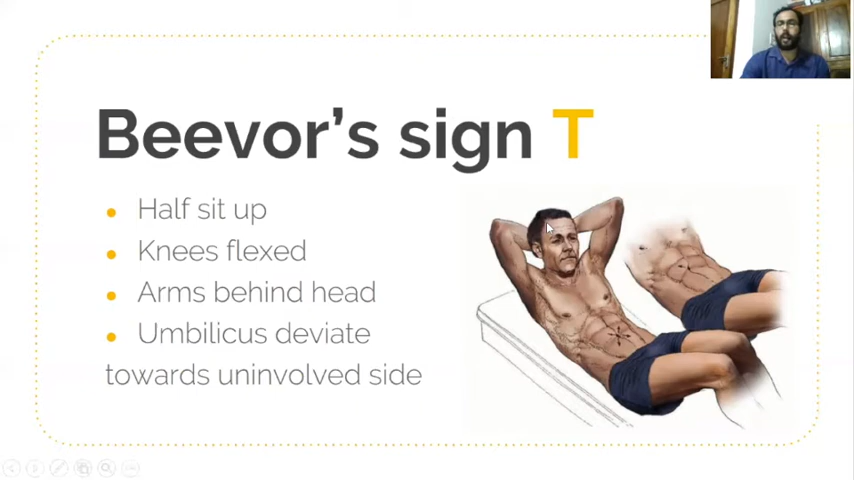 Beevor's sign T
Half sit up
Knees flexed
Arms behind head
Umbilicus deviate
towards uninvolved side